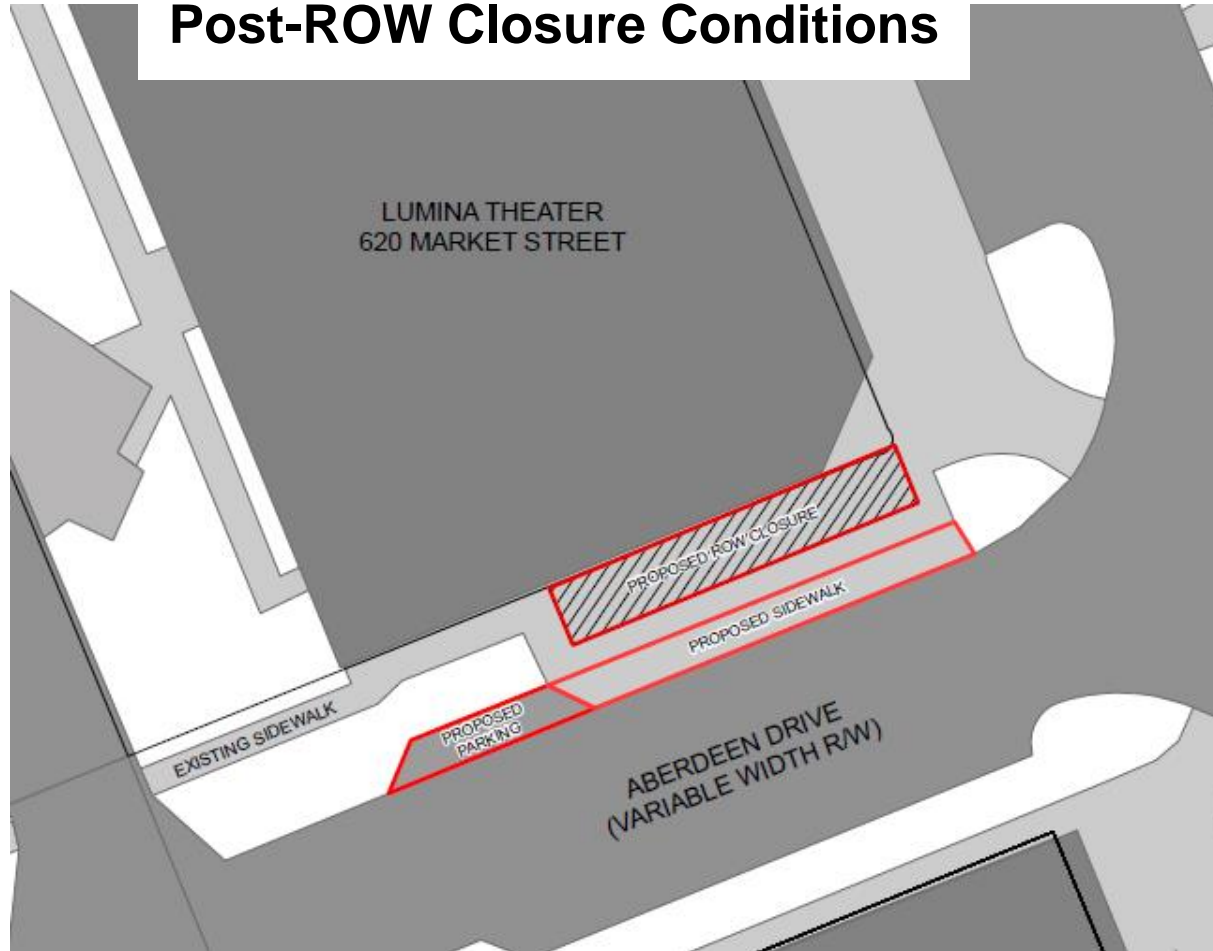 Post-ROW Closure Conditions
LUMINA THEATER
620 MARKET STREET
PROPOSED ROW CLOSURE
PROPOSED SIDEWALK
PROPOSED
PARKING
EXISTING SIDEWALK
ABERDEEN DRIVE
(VARIABLE WIDTH R/W)